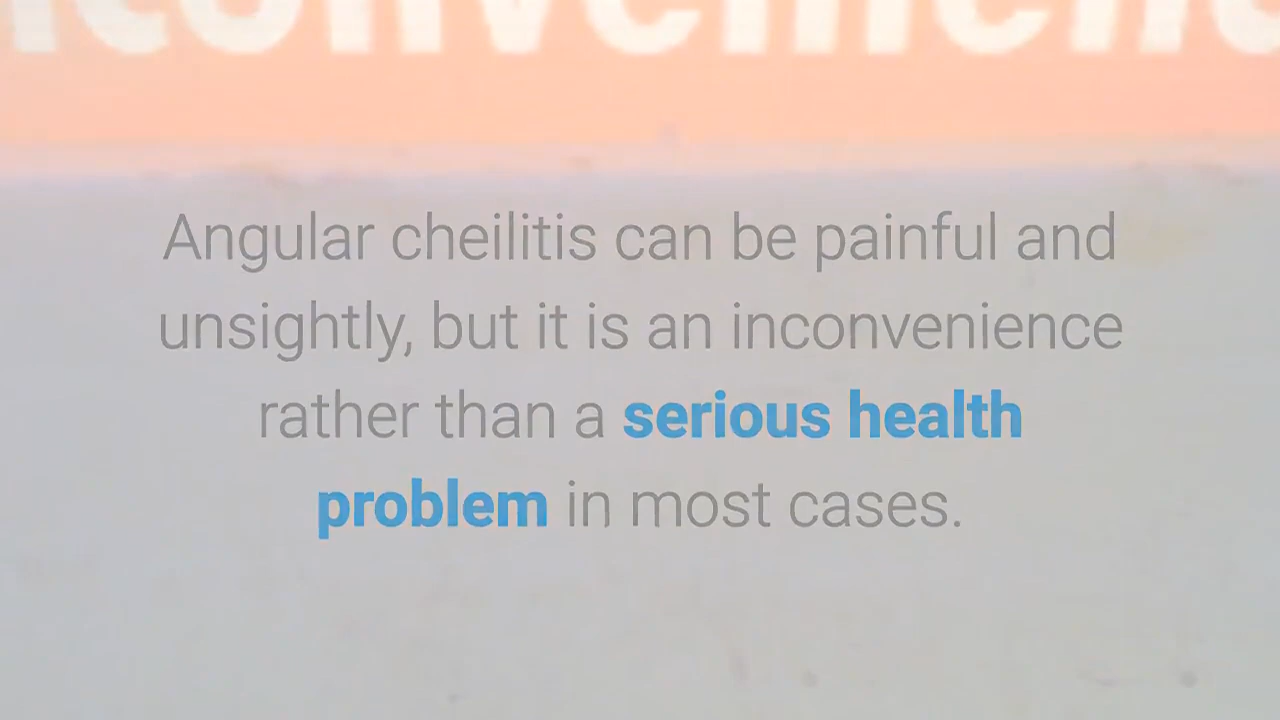 Angular cheilitis can be painful and
unsightly, but it is an inconvenience
rather than a serious health
problem in most cases.